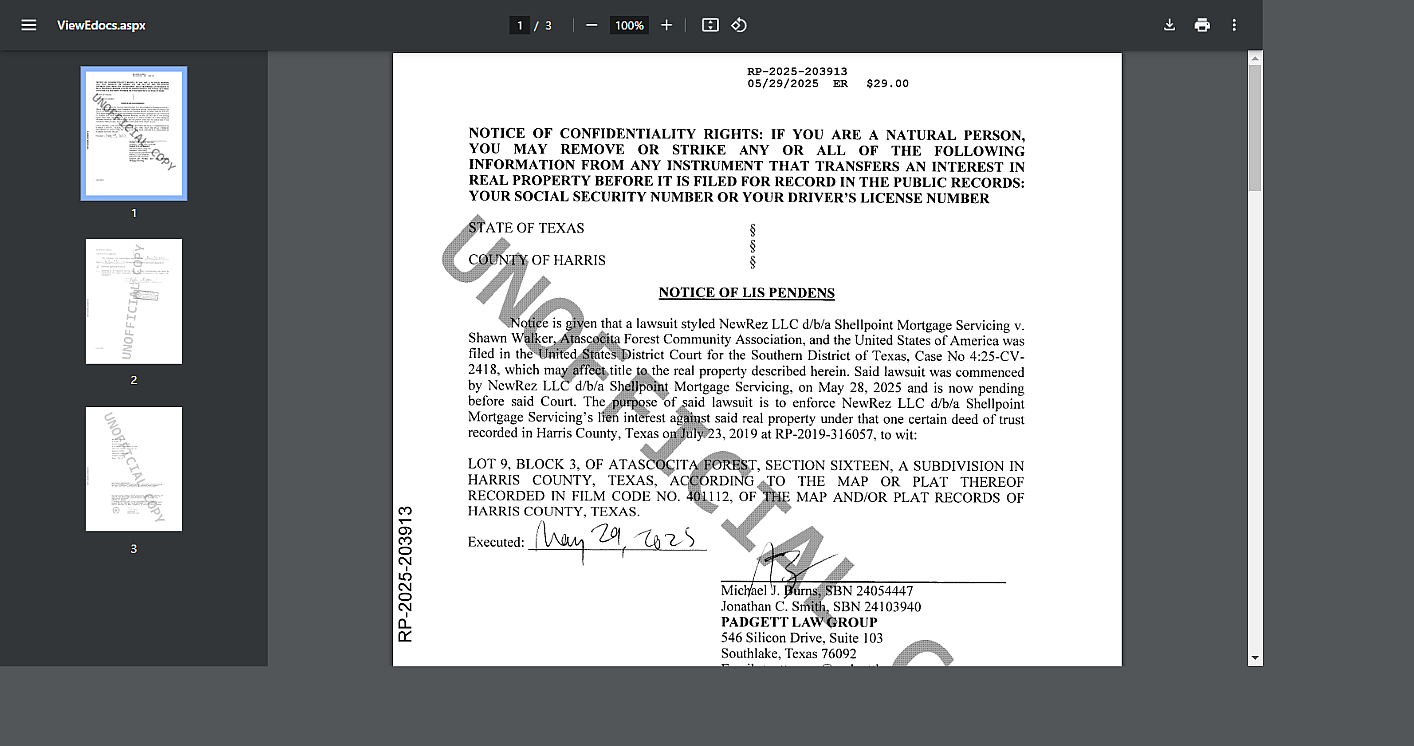 ViewEdocs.aspx
1 / 3
100%
RP-2025-203913
05/29/2025 ER $29.00
NOTICE OF CONFIDENTIALITY RIGHTS: IF YOU ARE A NATURAL PERSON,
YOU MAY REMOVE OR STRIKE ANY OR ALL OF THE FOLLOWING
INFORMATION FROM ANY INSTRUMENT THAT TRANSFERS AN INTEREST IN
REAL PROPERTY BEFORE IT IS FILED FOR RECORD IN THE PUBLIC RECORDS:
YOUR SOCIAL SECURITY NUMBER OR YOUR DRIVER'S LICENSE NUMBER
STATE OF TEXAS §
§
COUNTY OF HARRIS §
NOTICE OF LIS PENDENS
Notice is given that a lawsuit styled NewRez LLC d/b/a Shellpoint Mortgage Servicing v.
Shawn Walker, Atascocita Forest Community Association, and the United States of America was
filed in the United States District Court for the Southern District of Texas, Case No 4:25-CV-
2418, which may affect title to the real property described herein. Said lawsuit was commenced
by NewRez LLC d/b/a Shellpoint Mortgage Servicing, on May 28, 2025 and is now pending
before said Court. The purpose of said lawsuit is to enforce NewRez LLC d/b/a Shellpoint
Mortgage Servicing's lien interest against said real property under that one certain deed of trust
recorded in Harris County, Texas on July 23, 2019 at RP-2019-316057, to wit:
LOT 9, BLOCK 3, OF ATASCOCITA FOREST, SECTION SIXTEEN, A SUBDIVISION IN
HARRIS COUNTY, TEXAS, ACCORDING TO THE MAP OR PLAT THEREOF
RECORDED IN FILM CODE NO. 401112, OF THE MAP AND/OR PLAT RECORDS OF
HARRIS COUNTY, TEXAS.
Executed: May 29, 2025
Michael J. Burns, SBN 24054447
Jonathan C. Smith, SBN 24103940
PADGETT LAW GROUP
546 Silicon Drive, Suite 103
Southlake, Texas 76092
RP-2025-203913
UNOFFICIAL C
UNOFFICIAL COPY
1
UNOFFICIAL COPY
2
UNOFFICIAL COPY
3